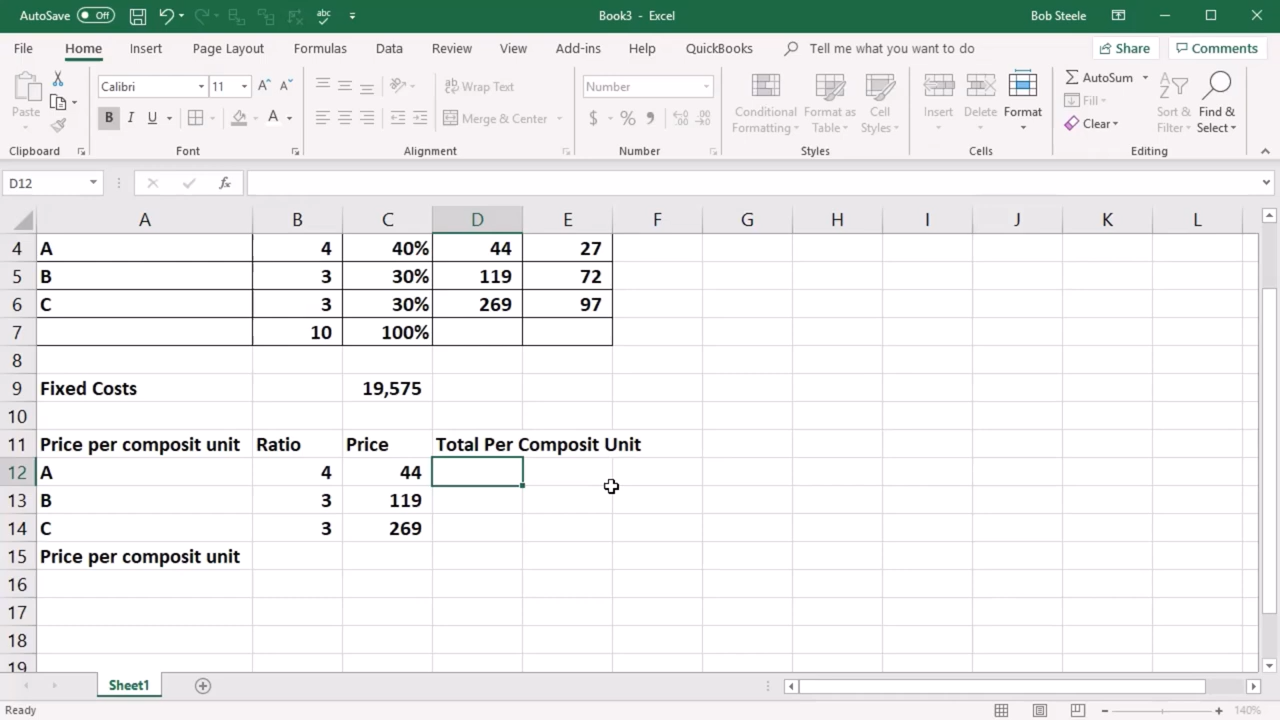 AutoSave Off abc Book3 - Excel Bob Steele
File Home Insert Page Layout Formulas Data Review View Add-ins Help QuickBooks Tell me what you want to do Share Comments
Calibri 11 A A Wrap Text Number AutoSum
Paste B I U A Merge & Center $ % Conditional Formatting Format as Table Cell Styles Insert Delete Format Fill Clear Sort & Filter Find & Select
Clipboard Font Alignment Number Styles Cells Editing
D12 fx
A B C D E F G H I J K L
4 A 4 40% 44 27
5 B 3 30% 119 72
6 C 3 30% 269 97
7 10 100%
8
9 Fixed Costs 19,575
10
11 Price per composit unit Ratio Price Total Per Composit Unit
12 A 4 44
13 B 3 119
14 C 3 269
15 Price per composit unit
16
17
18
19
Sheet1
Ready 140%